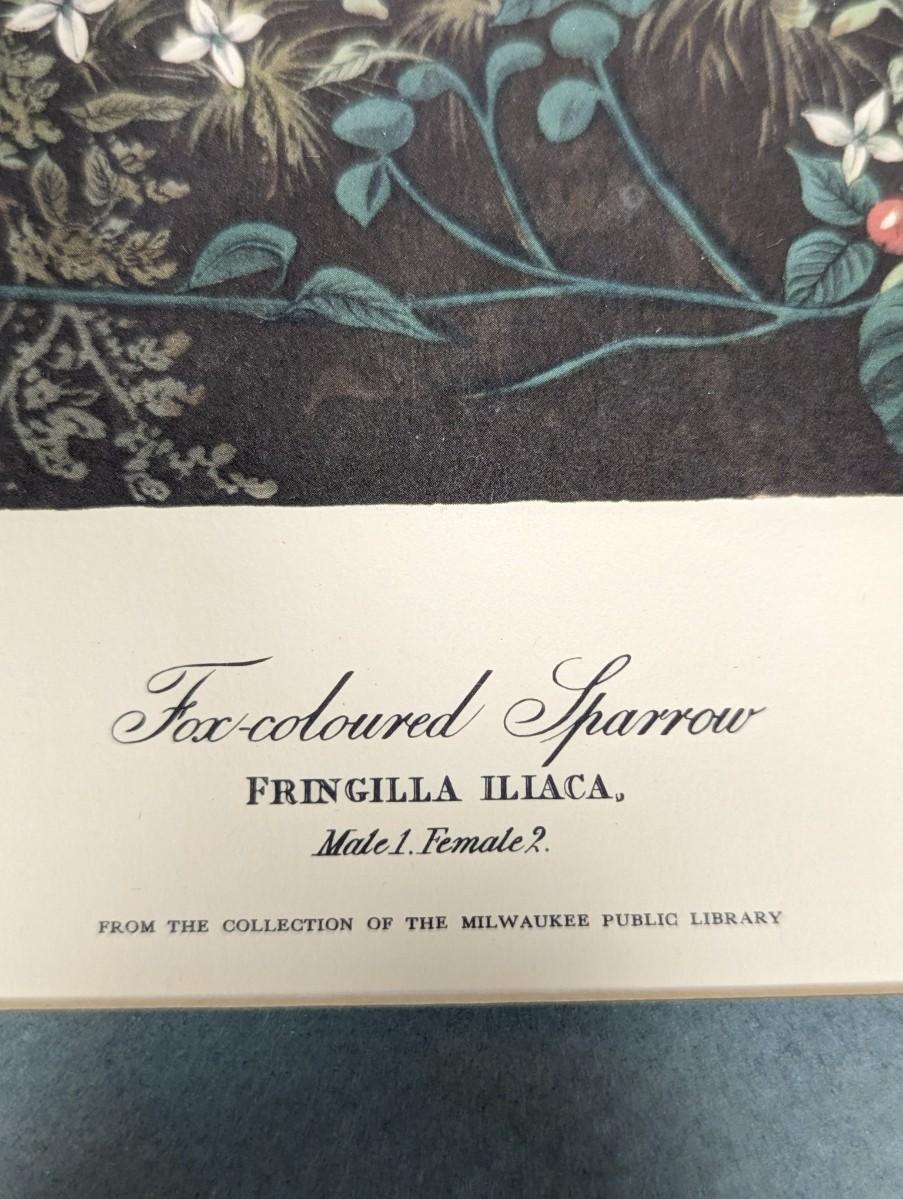 Fox-coloured Sparrow
FRINGILLA ILIACA,
Male 1. Female 2.
FROM THE COLLECTION OF THE MILWAUKEE PUBLIC LIBRARY